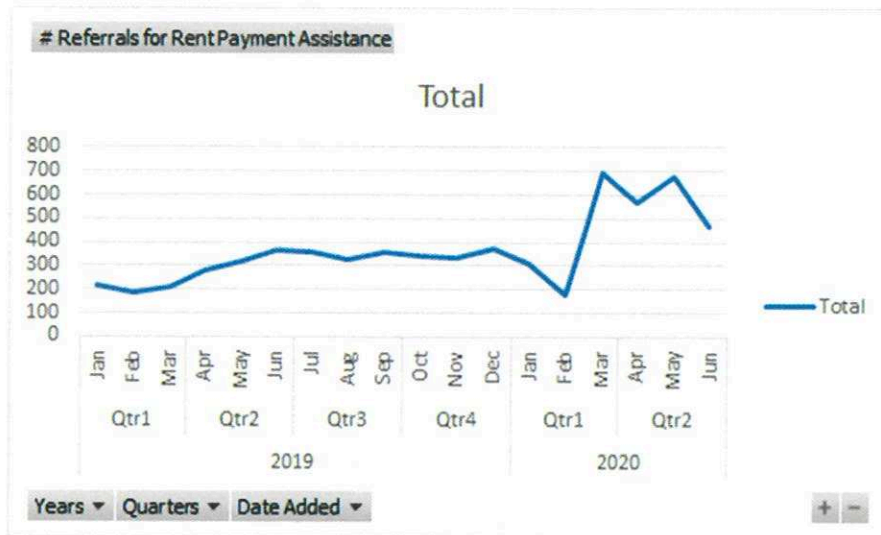 # Referrals for Rent Payment Assistance
Total
800
700
600
500
400
300
200
100
0
Total
Jan Feb Mar Apr May Jun Jul Aug Sep Oct Nov Dec Jan Feb Mar Apr May Jun
Qtr1 Qtr2 Qtr3 Qtr4 Qtr1 Qtr2
2019 2020
Years Quarters Date Added + −